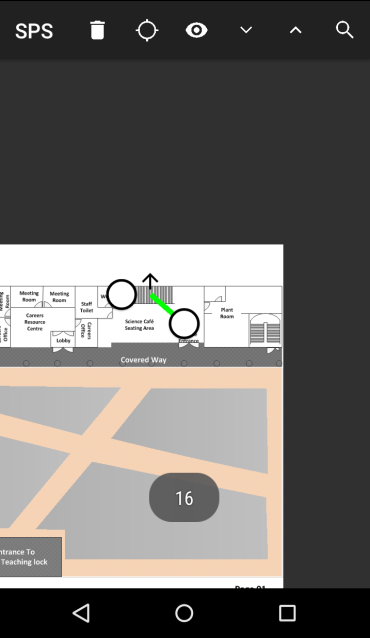 SPS
Meeting
Room
Meeting
Room
Careers
Resource
Centre
Staff
Toilet
Careers
Office
Lobby
Science Café
Seating Area
Plant
Room
Entrance
Covered Way
16
ntrance To
Teaching lock